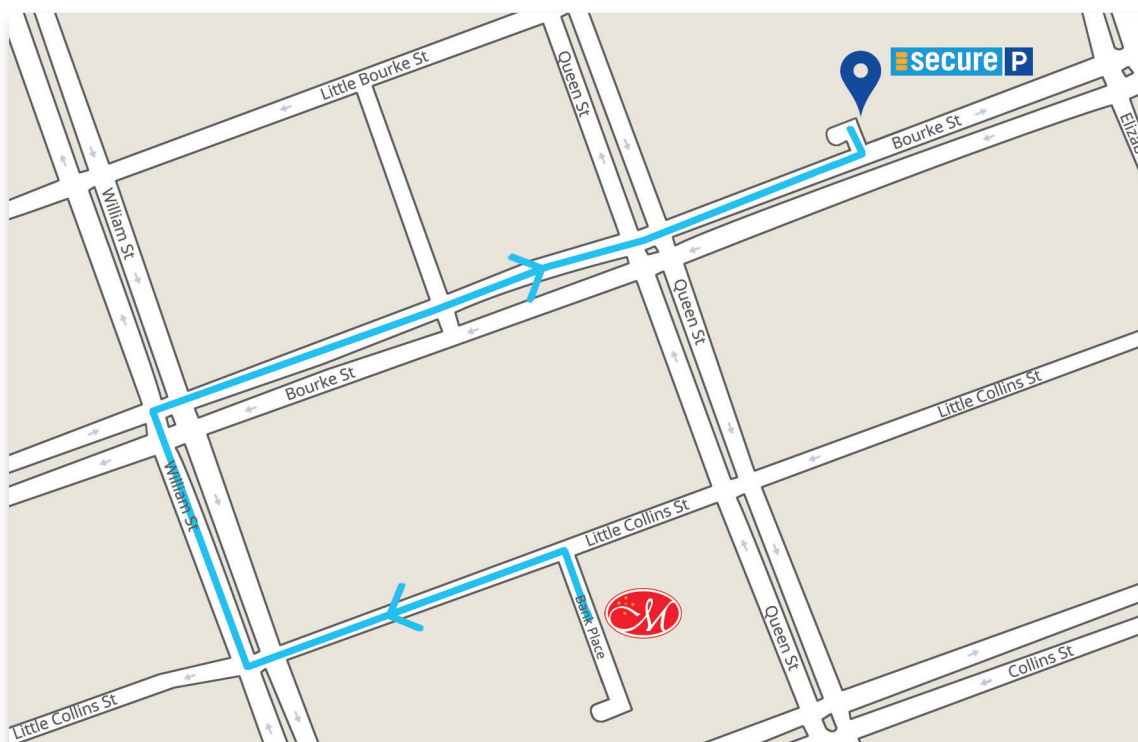 secure P
Little Bourke St
Queen St
Bourke St
Elizab
William St
Queen St
Bourke St
Little Collins St
William St
Little Collins St
Bank Place
M
Queen St
Collins St
Little Collins St